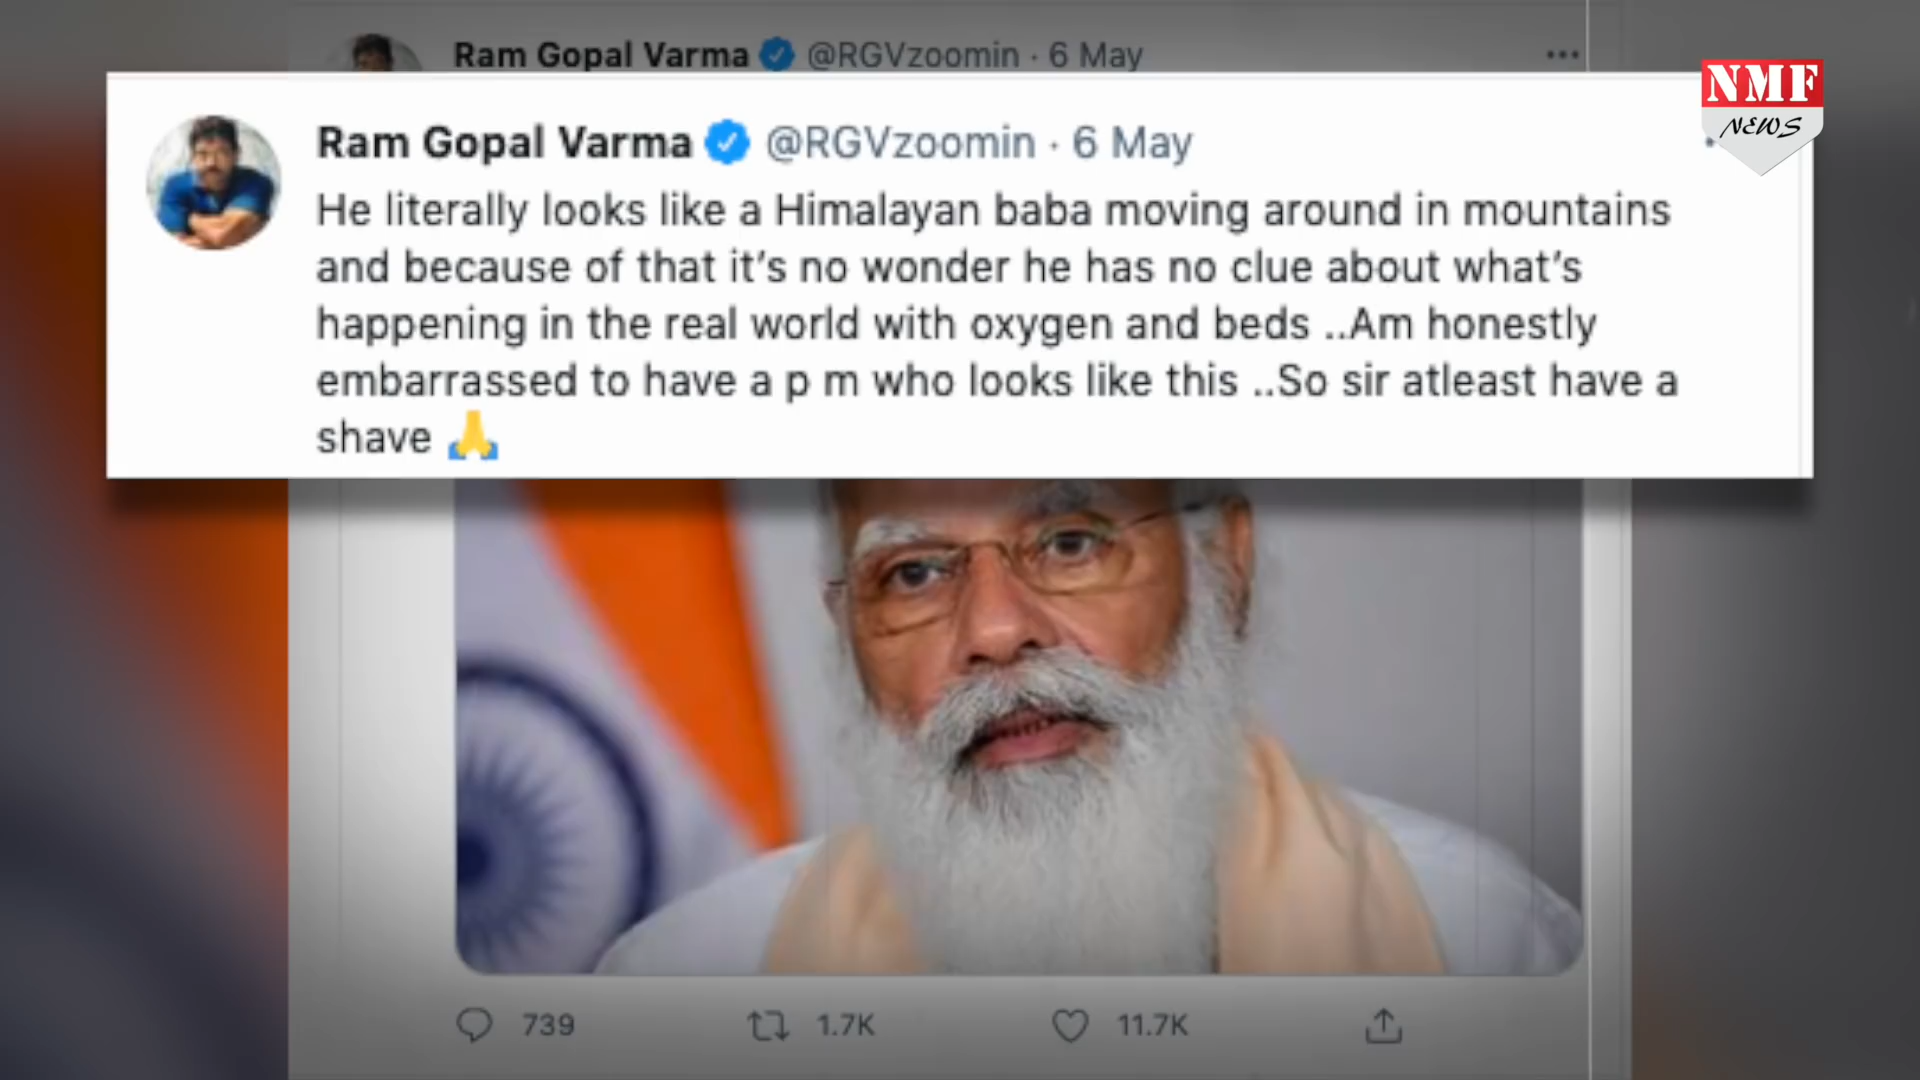 Ram Gopal Varma @RGVzoomin · 6 May
NMF
NEWS
Ram Gopal Varma @RGVzoomin · 6 May
He literally looks like a Himalayan baba moving around in mountains
and because of that it's no wonder he has no clue about what's
happening in the real world with oxygen and beds ..Am honestly
embarrassed to have a p m who looks like this ..So sir atleast have a
shave 🙏
739 1.7K 11.7K